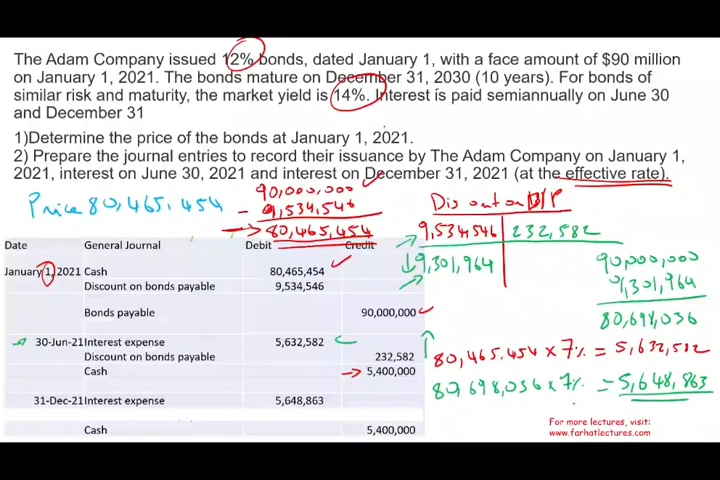 The Adam Company issued 12% bonds, dated January 1, with a face amount of $90 million
on January 1, 2021. The bonds mature on December 31, 2030 (10 years). For bonds of
similar risk and maturity, the market yield is 14%. Interest is paid semiannually on June 30
and December 31
1)Determine the price of the bonds at January 1, 2021.
2) Prepare the journal entries to record their issuance by The Adam Company on January 1,
2021, interest on June 30, 2021 and interest on December 31, 2021 (at the effective rate).
Price 80,465,454
90,000,000
- 9,534,546
80,465,454
Dis ount on B/P
9,534,546 232,582
9,301,964
90,000,000
9,301,964
80,698,036
80,465.454 x 7% = 5,632,582
80,698,036 x 7% = 5,648,863
Date General Journal Debit Credit
January 1, 2021 Cash 80,465,454
Discount on bonds payable 9,534,546
Bonds payable 90,000,000
30-Jun-21 Interest expense 5,632,582
Discount on bonds payable 232,582
Cash 5,400,000
31-Dec-21 Interest expense 5,648,863
Cash 5,400,000
For more lectures, visit:
www.farhatlectures.com